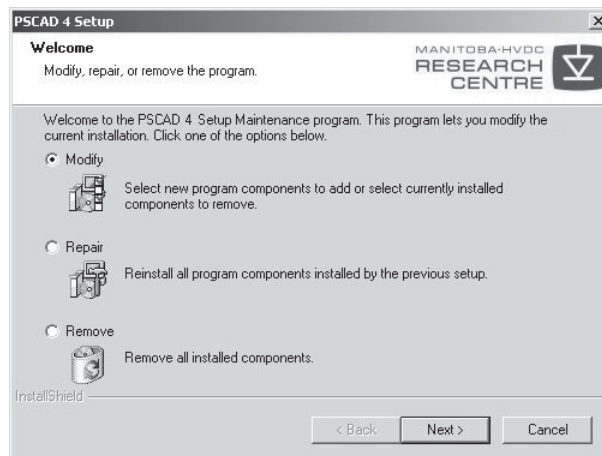 PSCAD 4 Setup
Welcome
Modify, repair, or remove the program.
MANITOBA-HVDC
RESEARCH
CENTRE
Welcome to the PSCAD 4 Setup Maintenance program. This program lets you modify the
current installation. Click one of the options below.
Modify
Select new program components to add or select currently installed
components to remove.
Repair
Reinstall all program components installed by the previous setup.
Remove
Remove all installed components.
InstallShield
< Back
Next >
Cancel